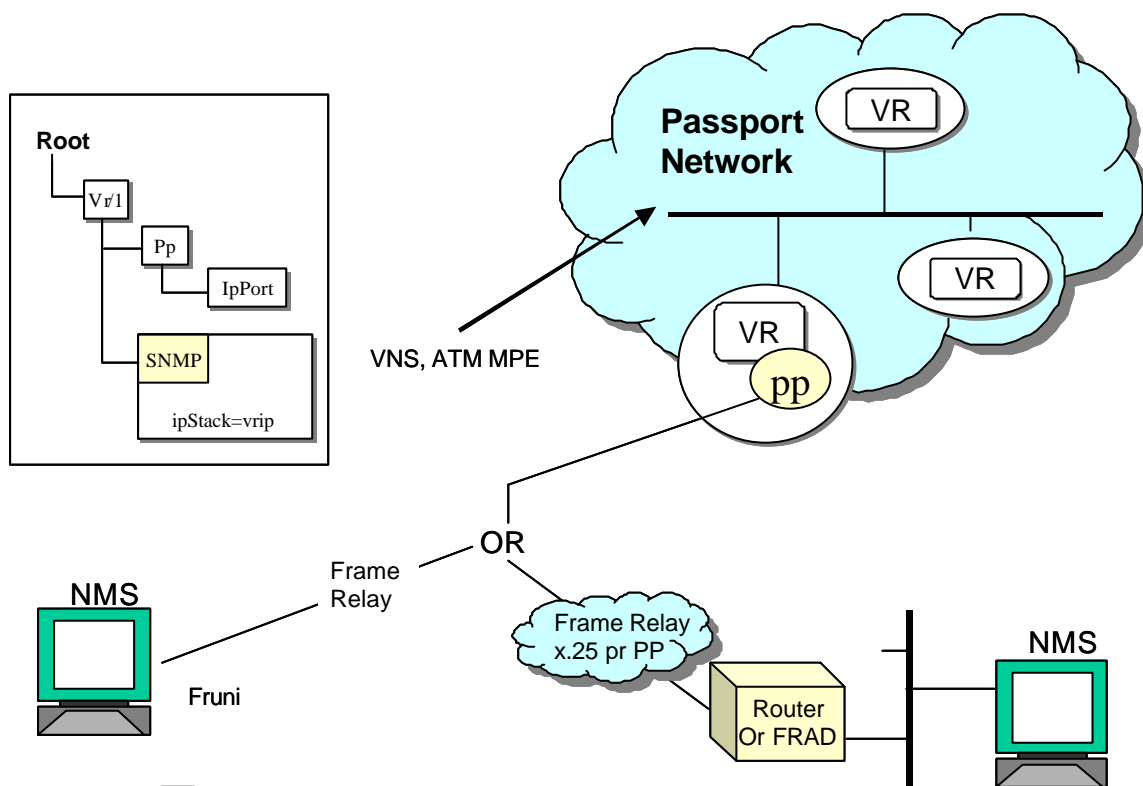 Root
Vr/1
Pp
IpPort
SNMP
ipStack=vrip
Passport
Network
VR
VR
VR
pp
VNS, ATM MPE
OR
Frame
Relay
NMS
Fruni
Frame Relay
x.25 pr PP
Router
Or FRAD
NMS